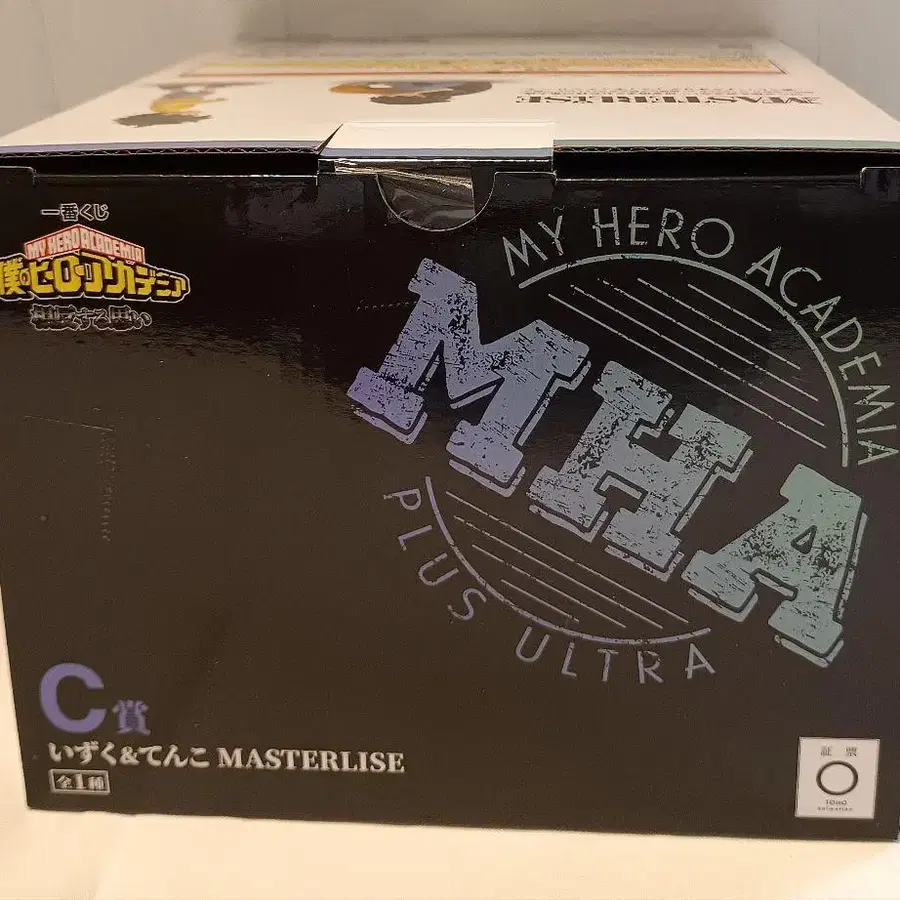 MASTERLISE
一番くじ
MY HERO ACADEMIA
僕のヒーローアカデミア
MY HERO ACADEMIA
MHA
PLUS ULTRA
C賞
いずく&てんこ MASTERLISE
全1種
証票